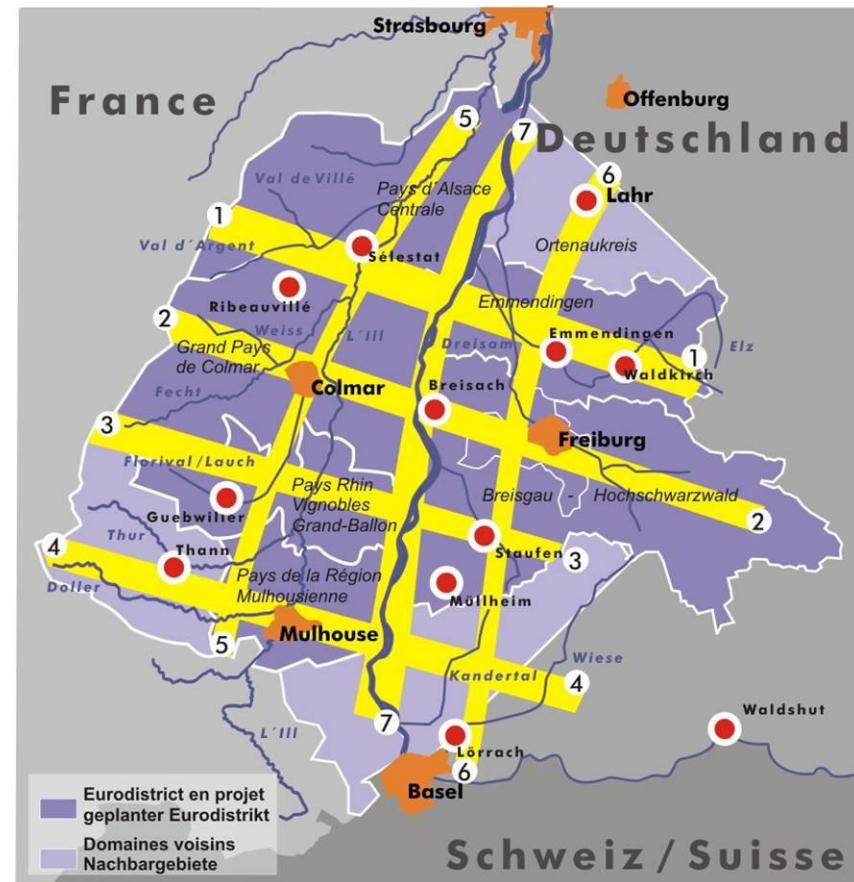 Strasbourg
France
Offenburg
Deutschland
5
7
6
Val de Villé
Pays d´Alsace
Centrale
Lahr
1
Val d´Argent
Sélestat
Ortenaukreis
Ribeauvillé
Emmendingen
2
Weiss
L´Ill
Grand Pays
de Colmar
Dreisam
Emmendingen
Elz
1
Waldkirch
Fecht
Colmar
Breisach
3
Freiburg
Florival/Lauch
Pays Rhin
Vignobles
Grand-Ballon
Breisgau - Hochschwarzwald
Guebwiller
2
Thur
4
Thann
Staufen
3
Doller
Pays de la Région
Mulhousienne
Müllheim
Mulhouse
5
Wiese
Kandertal
4
L´Ill
7
Waldshut
Lörrach
6
Basel
Eurodistrict en projet
geplanter Eurodistrikt
Domaines voisins
Nachbargebiete
Schweiz/Suisse